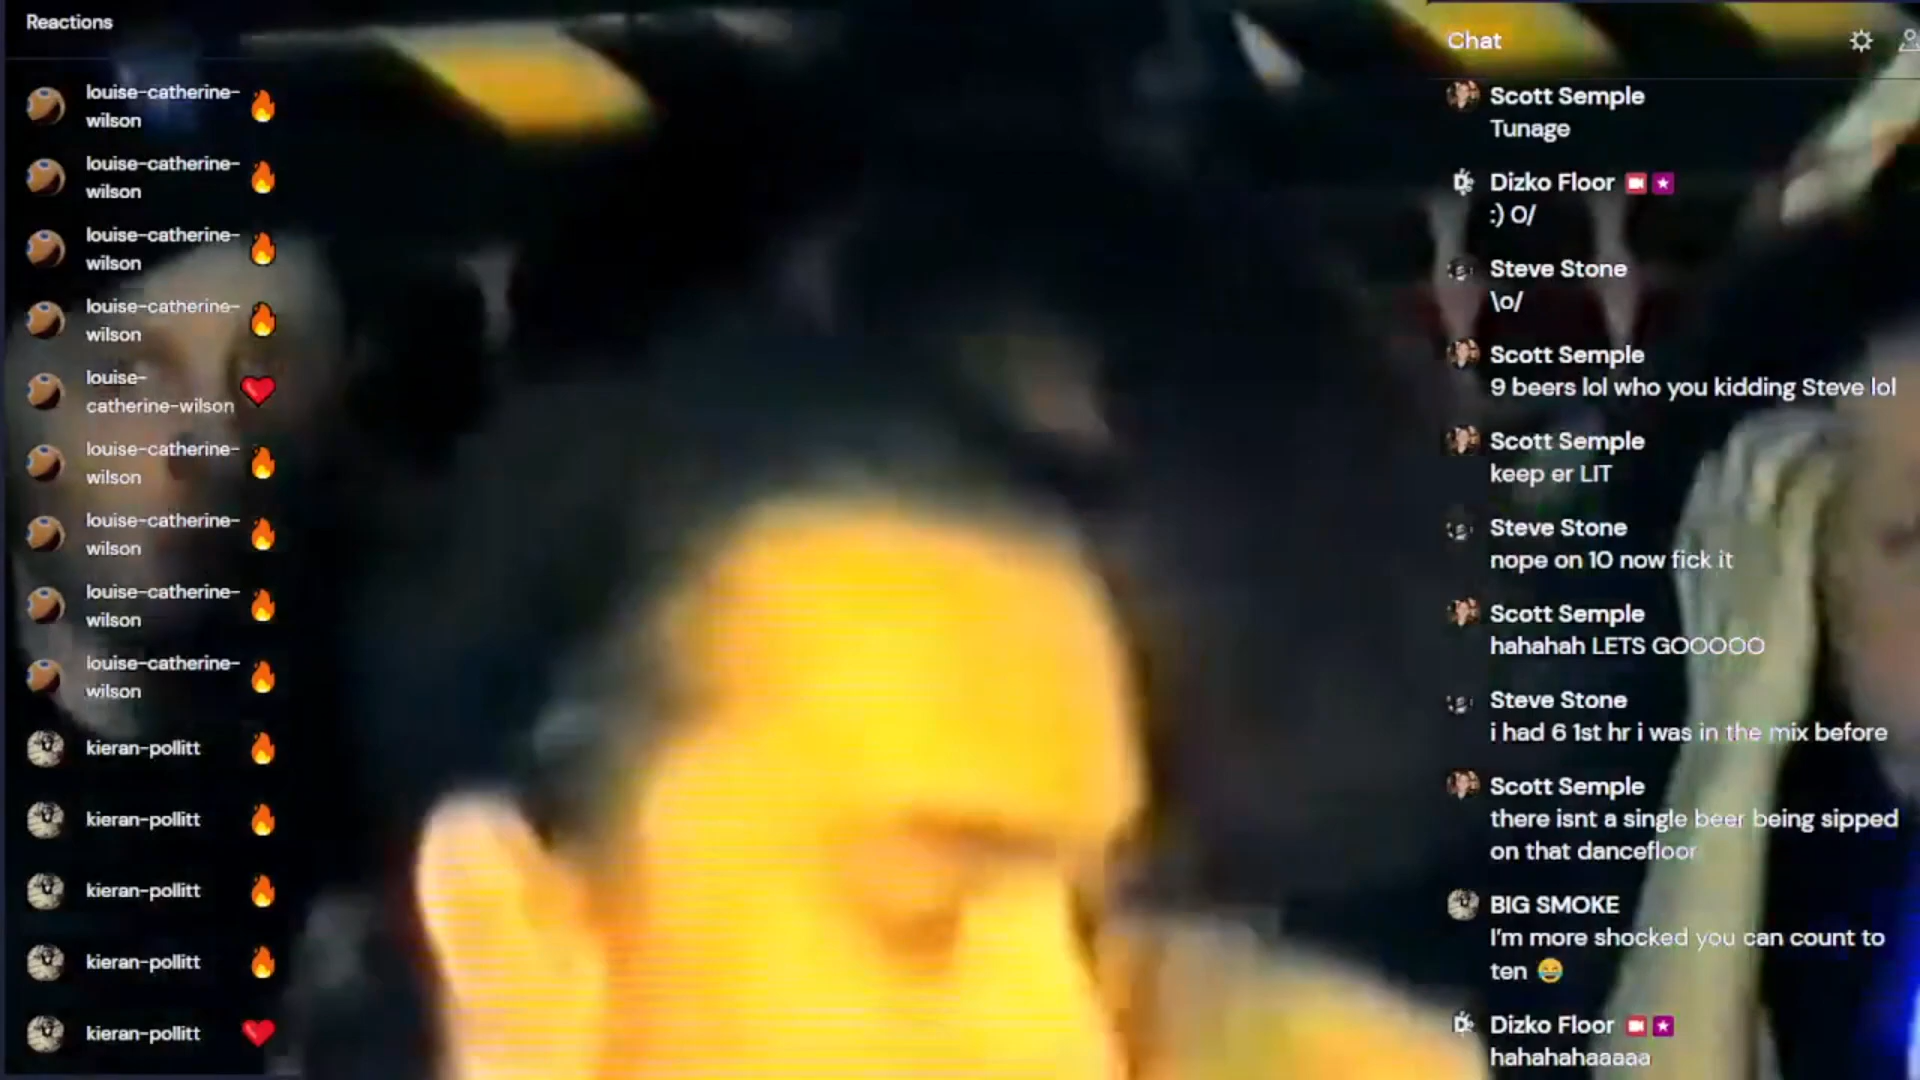 Reactions
louise-catherine-
wilson
louise-catherine-
wilson
louise-catherine-
wilson
louise-catherine-
wilson
louise-
catherine-wilson
louise-catherine-
wilson
louise-catherine-
wilson
louise-catherine-
wilson
louise-catherine-
wilson
kieran-pollitt
kieran-pollitt
kieran-pollitt
kieran-pollitt
kieran-pollitt
Chat
Scott Semple
Tunage
Dizko Floor
:) O/
Steve Stone
\o/
Scott Semple
9 beers lol who you kidding Steve lol
Scott Semple
keep er LIT
Steve Stone
nope on 10 now fick it
Scott Semple
hahahah LETS GOOOOO
Steve Stone
i had 6 1st hr i was in the mix before
Scott Semple
there isnt a single beer being sipped
on that dancefloor
BIG SMOKE
I'm more shocked you can count to
ten 😂
Dizko Floor
hahahahaaaaa